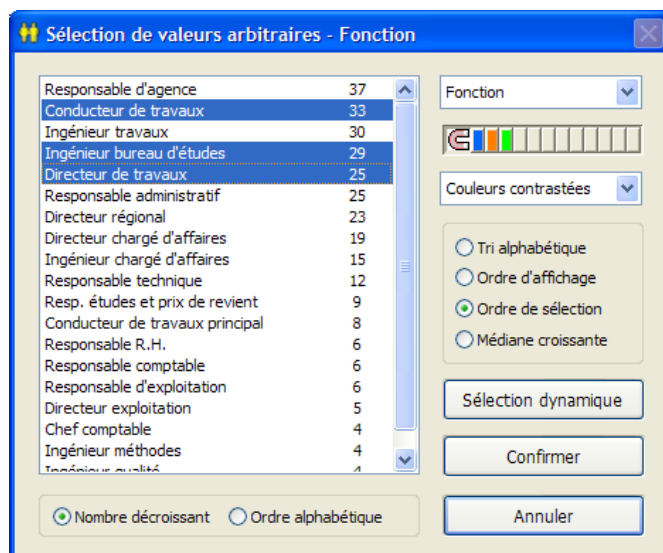 Sélection de valeurs arbitraires - Fonction
Responsable d'agence 37
Conducteur de travaux 33
Ingénieur travaux 30
Ingénieur bureau d'études 29
Directeur de travaux 25
Responsable administratif 25
Directeur régional 23
Directeur chargé d'affaires 19
Ingénieur chargé d'affaires 15
Responsable technique 12
Resp. études et prix de revient 9
Conducteur de travaux principal 8
Responsable R.H. 6
Responsable comptable 6
Responsable d'exploitation 6
Directeur exploitation 5
Chef comptable 4
Ingénieur méthodes 4
Ingénieur qualité 4
Nombre décroissant Ordre alphabétique
Fonction
Couleurs contrastées
Tri alphabétique
Ordre d'affichage
Ordre de sélection
Médiane croissante
Sélection dynamique
Confirmer
Annuler